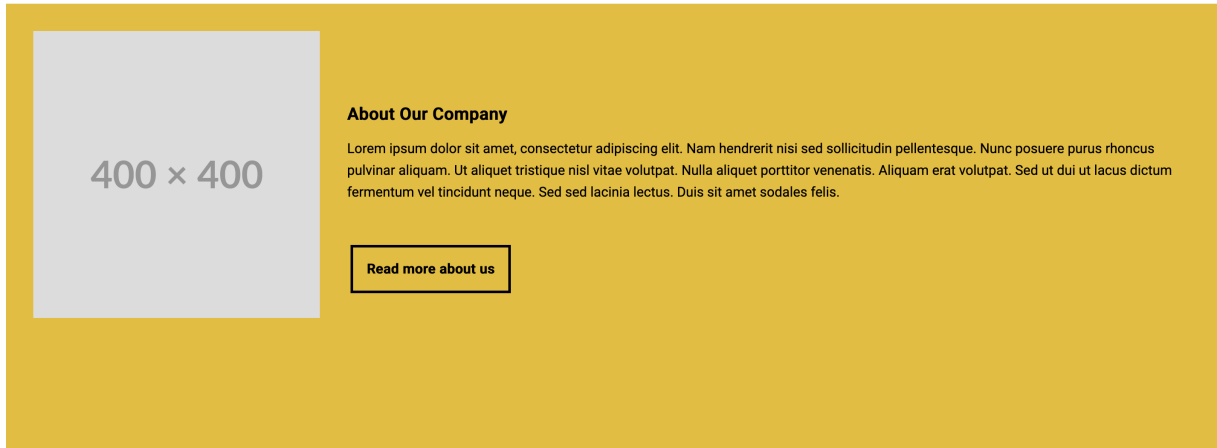 400 × 400
About Our Company
Lorem ipsum dolor sit amet, consectetur adipiscing elit. Nam hendrerit nisi sed sollicitudin pellentesque. Nunc posuere purus rhoncus
pulvinar aliquam. Ut aliquet tristique nisl vitae volutpat. Nulla aliquet porttitor venenatis. Aliquam erat volutpat. Sed ut dui ut lacus dictum
fermentum vel tincidunt neque. Sed sed lacinia lectus. Duis sit amet sodales felis.
Read more about us